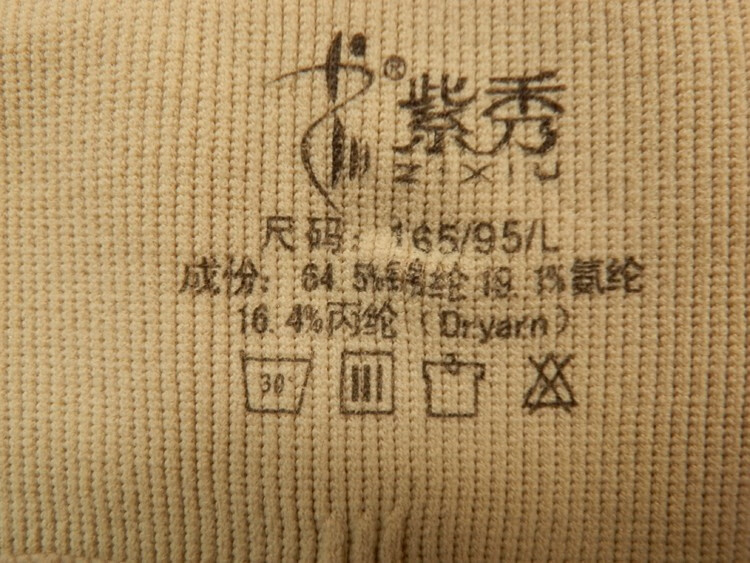 ® 紫秀
ZIXIU
尺码: 165/95/L
成份: 64.5%锦纶 19.1%氨纶
16.4%丙纶 (Dryarn)
30°